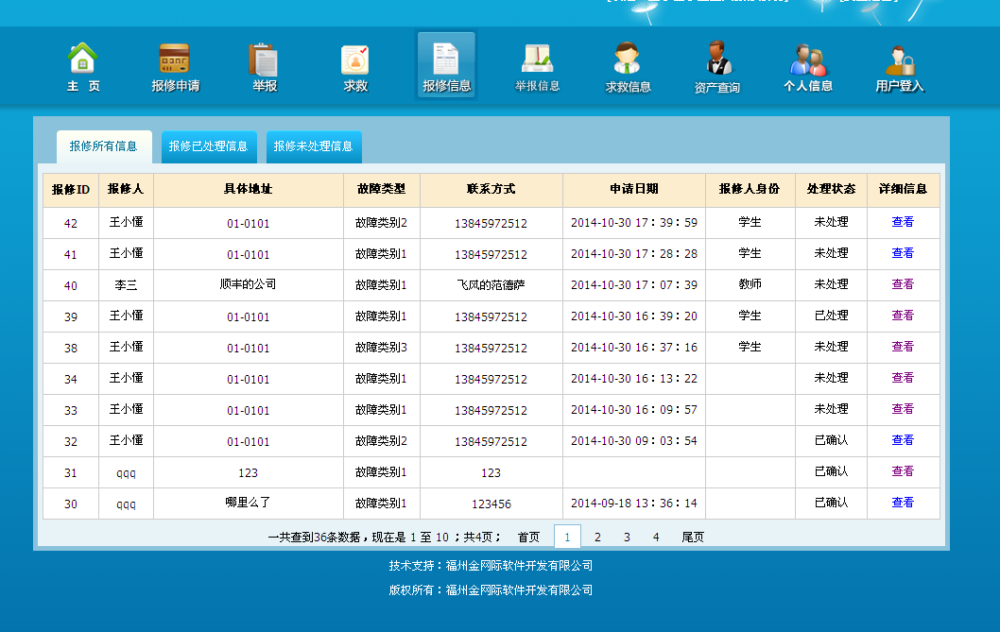 主 页 报修申请 举报 求救 报修信息 举报信息 求救信息 资产查询 个人信息 用户登入
报修所有信息 报修已处理信息 报修未处理信息
报修ID 报修人 具体地址 故障类型 联系方式 申请日期 报修人身份 处理状态 详细信息
42 王小懂 01-0101 故障类别2 13845972512 2014-10-30 17：39：59 学生 未处理 查看
41 王小懂 01-0101 故障类别1 13845972512 2014-10-30 17：28：28 学生 未处理 查看
40 李三 顺丰的公司 故障类别1 飞风的范德萨 2014-10-30 17：07：39 教师 未处理 查看
39 王小懂 01-0101 故障类别1 13845972512 2014-10-30 16：39：20 学生 已处理 查看
38 王小懂 01-0101 故障类别3 13845972512 2014-10-30 16：37：16 学生 未处理 查看
34 王小懂 01-0101 故障类别1 13845972512 2014-10-30 16：13：22 未处理 查看
33 王小懂 01-0101 故障类别1 13845972512 2014-10-30 16：09：57 未处理 查看
32 王小懂 01-0101 故障类别2 13845972512 2014-10-30 09：03：54 已确认 查看
31 qqq 123 故障类别1 123 已确认 查看
30 qqq 哪里么了 故障类别1 123456 2014-09-18 13：36：14 已确认 查看
一共查到36条数据，现在是 1 至 10 ；共4页； 首页 1 2 3 4 尾页
技术支持：福州金网际软件开发有限公司
版权所有：福州金网际软件开发有限公司